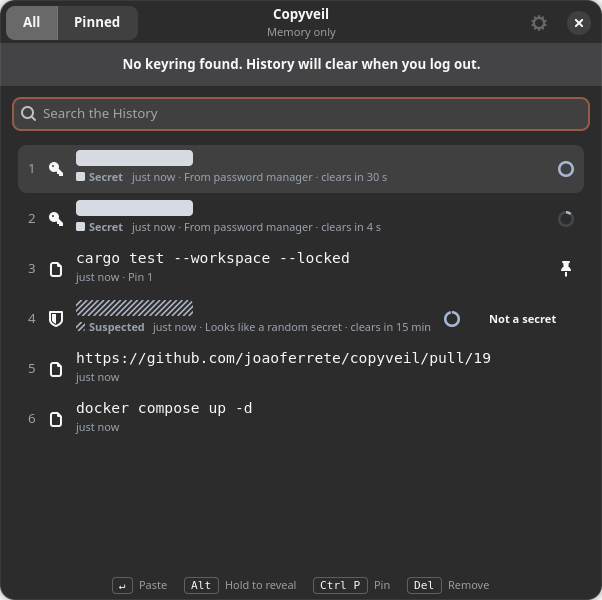 All
Pinned
Copyveil
Memory only
No keyring found. History will clear when you log out.
Search the History
1
Secret just now · From password manager · clears in 30 s
2
Secret just now · From password manager · clears in 4 s
3 cargo test --workspace --locked
just now · Pin 1
4
Suspected just now · Looks like a random secret · clears in 15 min
Not a secret
5 https://github.com/joaoferrete/copyveil/pull/19
just now
6 docker compose up -d
just now
↵ Paste Alt Hold to reveal Ctrl P Pin Del Remove